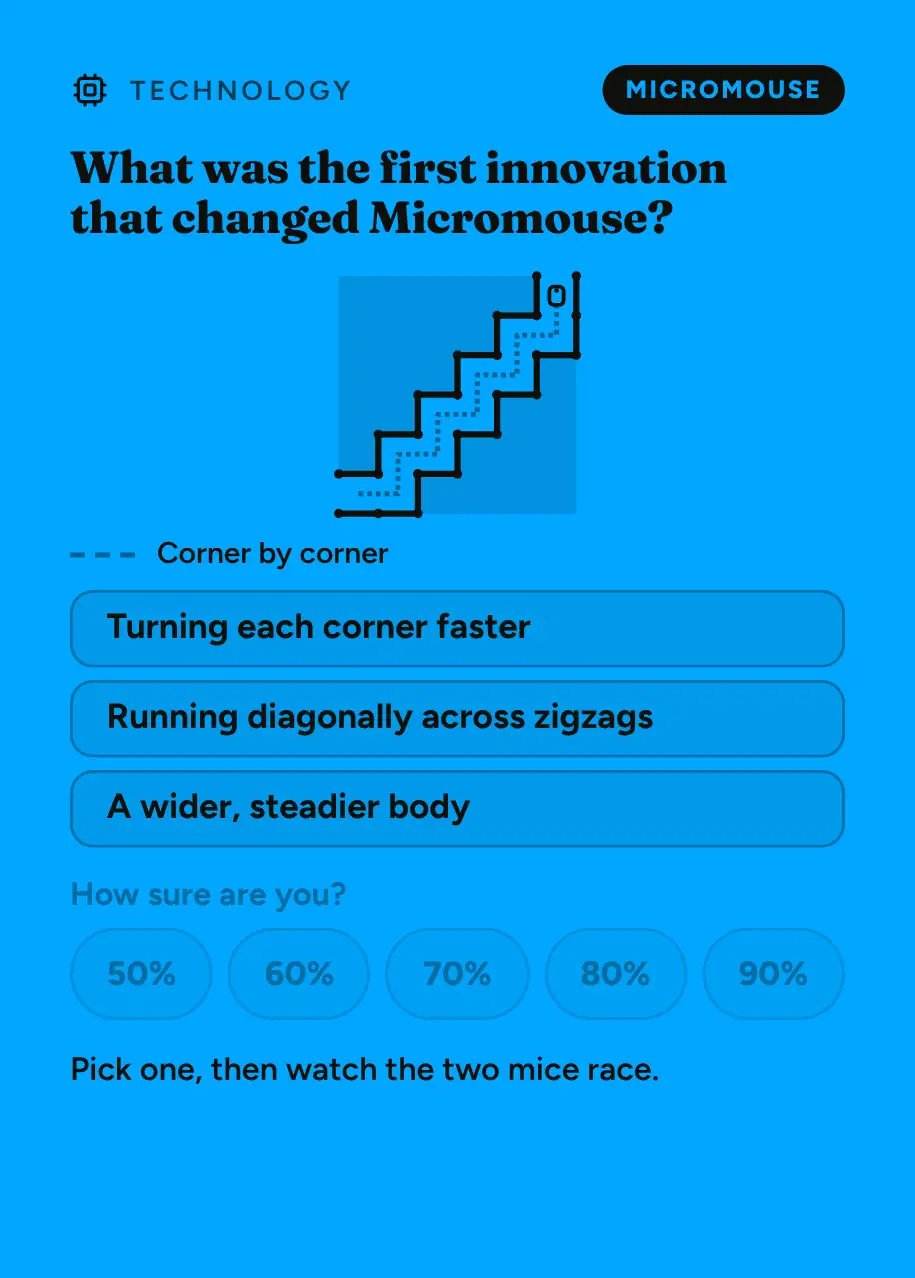 TECHNOLOGY
MICROMOUSE
What was the first innovation
that changed Micromouse?
Corner by corner
Turning each corner faster
Running diagonally across zigzags
A wider, steadier body
How sure are you?
50%
60%
70%
80%
90%
Pick one, then watch the two mice race.